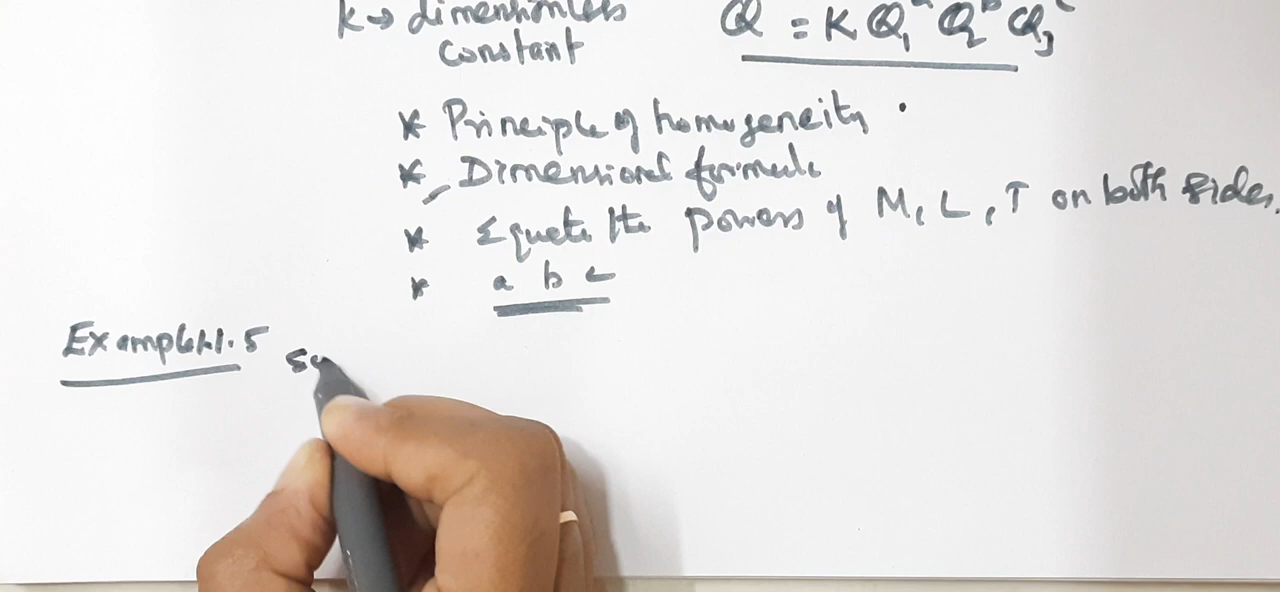 k → dimensionless
constant
Q = K Q₁ᵃ Q₂ᵇ Q₃ᶜ
* Principle of homogeneity .
* Dimensional formula
* Equate the powers of M, L, T on both sides.
* a b c
Example 1.5